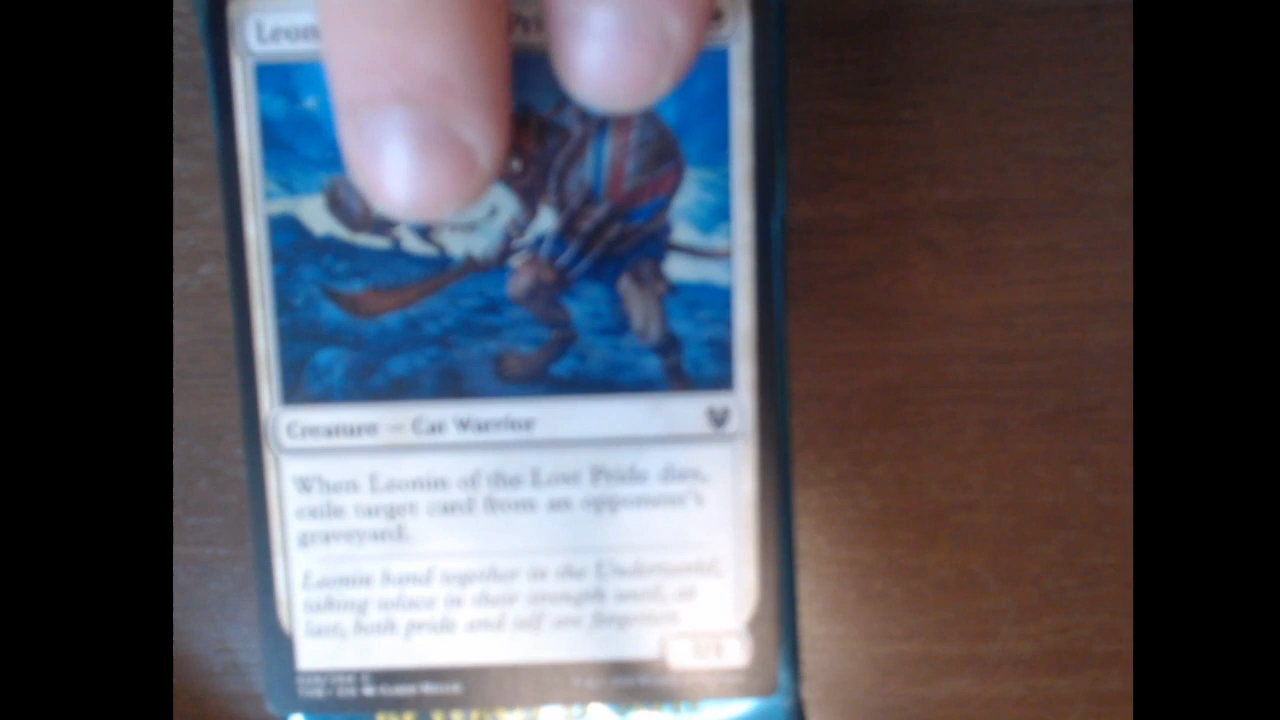 Leon
Creature — Cat Warrior
When Leonin of the Lost Pride dies,
exile target card from an opponent's
graveyard.
Leonin band together in the Underworld,
taking solace in their strength until, at
last, both pride and self are forgotten.